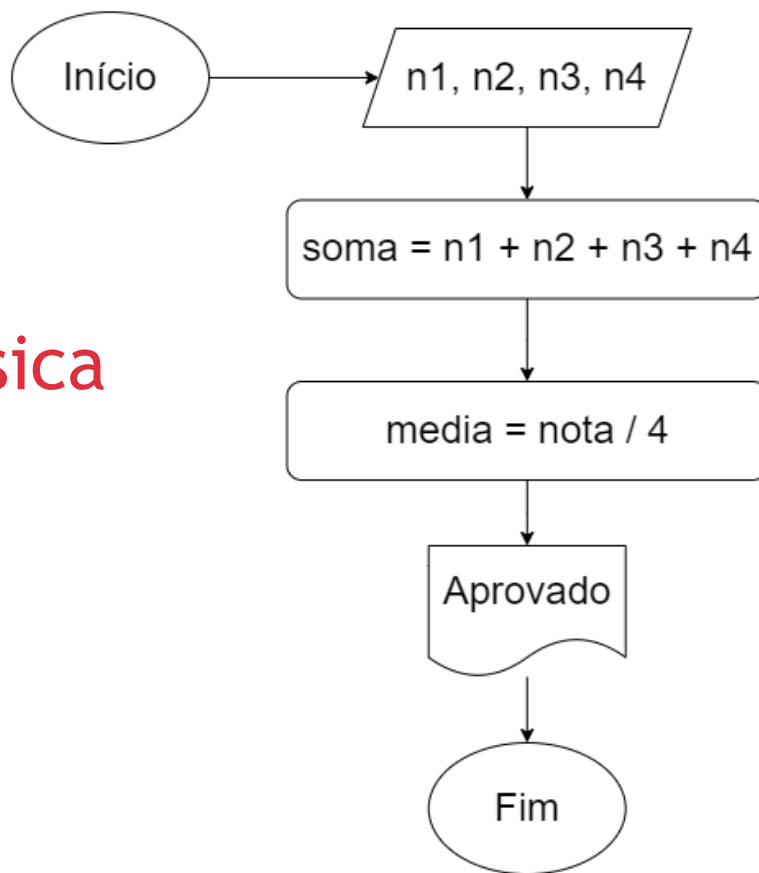 Início
n1, n2, n3, n4
soma = n1 + n2 + n3 + n4
sica
media = nota / 4
Aprovado
Fim